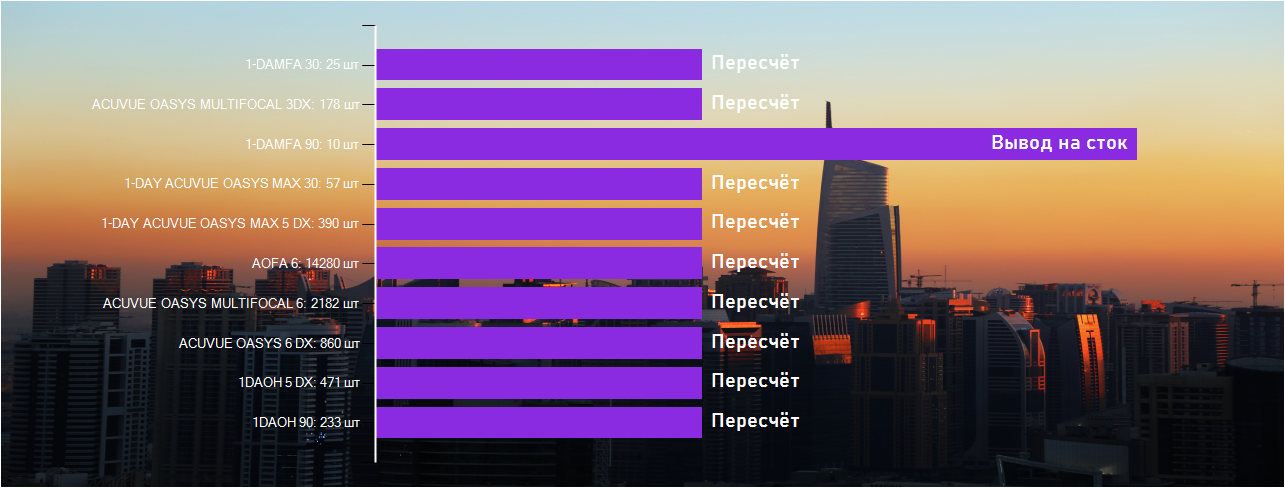 1-DAMFA 30: 25 шт Пересчёт
ACUVUE OASYS MULTIFOCAL 3DX: 178 шт Пересчёт
1-DAMFA 90: 10 шт Вывод на сток
1-DAY ACUVUE OASYS MAX 30: 57 шт Пересчёт
1-DAY ACUVUE OASYS MAX 5 DX: 390 шт Пересчёт
AOFA 6: 14280 шт Пересчёт
ACUVUE OASYS MULTIFOCAL 6: 2182 шт Пересчёт
ACUVUE OASYS 6 DX: 860 шт Пересчёт
1DAOH 5 DX: 471 шт Пересчёт
1DAOH 90: 233 шт Пересчёт